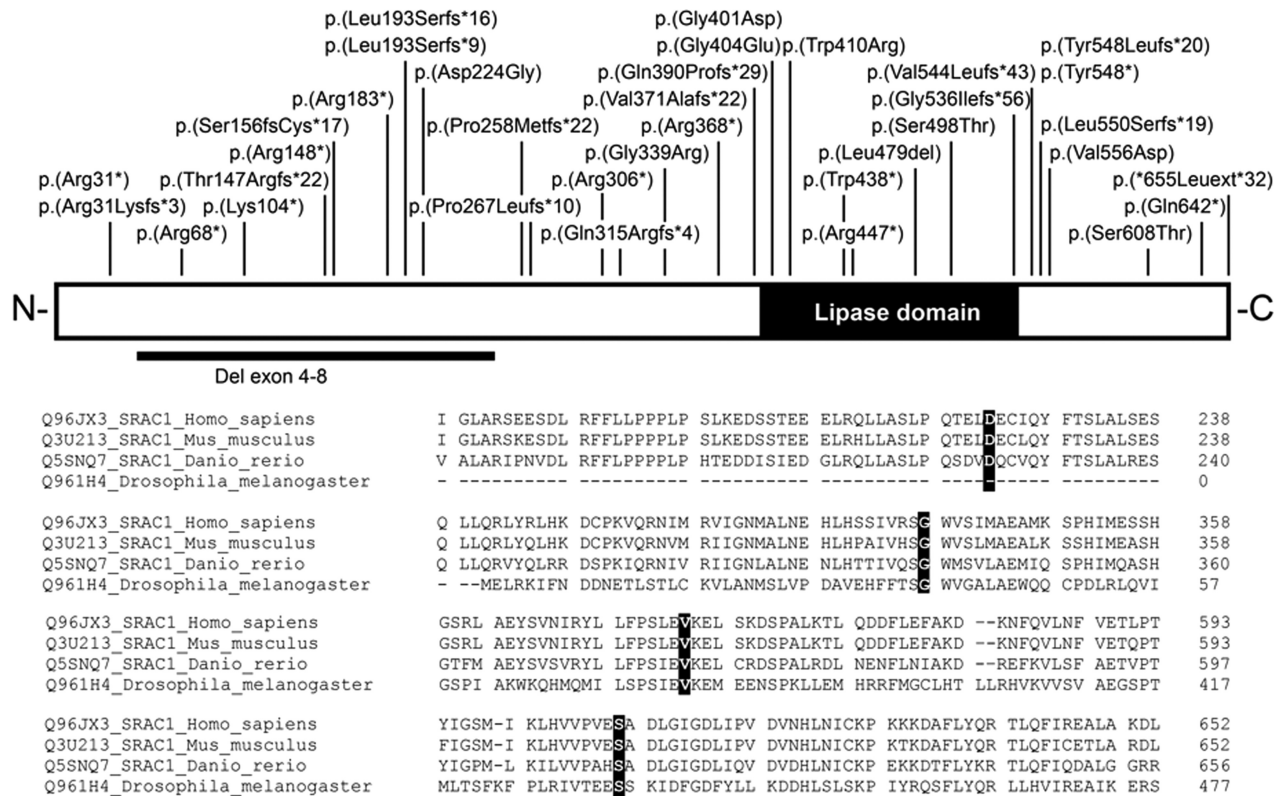 p.(Leu193Serfs*16) p.(Gly401Asp)
p.(Leu193Serfs*9) p.(Gly404Glu) p.(Trp410Arg) p.(Tyr548Leufs*20)
p.(Asp224Gly) p.(Gln390Profs*29) p.(Val544Leufs*43) p.(Tyr548*)
p.(Arg183*) p.(Val371Alafs*22) p.(Gly536Ilefs*56)
p.(Ser156fsCys*17) p.(Pro258Metfs*22) p.(Arg368*) p.(Ser498Thr) p.(Leu550Serfs*19)
p.(Arg148*) p.(Gly339Arg) p.(Leu479del) p.(Val556Asp)
p.(Arg31*) p.(Thr147Argfs*22) p.(Arg306*) p.(Trp438*) p.(*655Leuext*32)
p.(Arg31Lysfs*3) p.(Lys104*) p.(Pro267Leufs*10) p.(Gln642*)
p.(Arg68*) p.(Gln315Argfs*4) p.(Arg447*) p.(Ser608Thr)
N- Lipase domain -C
Del exon 4-8
Q96JX3_SRAC1_Homo_sapiens I GLARSEESDL RFFLLPPPLP SLKEDSSTEE ELRQLLASLP QTELDECIQY FTSLALSES 238
Q3U213_SRAC1_Mus_musculus I GLARSKESDL RFFLLPPPLP SLKEDSSTEE ELRHLLASLP QTELDECLQY FTSLALSES 238
Q5SNQ7_SRAC1_Danio_rerio V ALARIPNVDL RFFLPPPPLP HTEDDISIED GLRQLLASLP QSDVDQCVQY FTSLALRES 240
Q961H4_Drosophila_melanogaster - ---------- ---------- ---------- ---------- ---------- --------- 0
Q96JX3_SRAC1_Homo_sapiens Q LLQRLYRLHK DCPKVQRNIM RVIGNMALNE HLHSSIVRSG WVSIMAEAMK SPHIMESSH 358
Q3U213_SRAC1_Mus_musculus Q LLQRLYQLHK DCPKVQRNVM RIIGNMALNE HLHPAIVHSG WVSLMAEALK SSHIMEASH 358
Q5SNQ7_SRAC1_Danio_rerio Q LLQRVYQLRR DSPKIQRNIV RIIGNLALNE NLHTTIVQSG WMSVLAEMIQ SPHIMQASH 360
Q961H4_Drosophila_melanogaster - --MELRKIFN DDNETLSTLC KVLANMSLVP DAVEHFFTSG WVGALAEWQQ CPDLRLQVI 57
Q96JX3_SRAC1_Homo_sapiens GSRL AEYSVNIRYL LFPSLEVKEL SKDSPALKTL QDDFLEFAKD --KNFQVLNF VETLPT 593
Q3U213_SRAC1_Mus_musculus GSRL AEYSVNIRYL LFPSLEVKEL SKDSPALKTL QDDFLEFAKD --KNFQVLNF VETQPT 593
Q5SNQ7_SRAC1_Danio_rerio GTFM AEYSVSVRYL LFPSIEVKEL CRDSPALRDL NENFLNIAKD --REFKVLSF AETVPT 597
Q961H4_Drosophila_melanogaster GSPI AKWKQHMQMI LSPSIEVKEM EENSPKLLEM HRRFMGCLHT LLRHVKVVSV AEGSPT 417
Q96JX3_SRAC1_Homo_sapiens YIGSM-I KLHVVPVESA DLGIGDLIPV DVNHLNICKP KKKDAFLYQR TLQFIREALA KDL 652
Q3U213_SRAC1_Mus_musculus FIGSM-I KLHVVPVESA DLGIGDLIPV DVNHLNICKP KTKDAFLYQR TLQFICETLA RDL 652
Q5SNQ7_SRAC1_Danio_rerio YIGPM-L KILVVPAHSA DLGIGDLIQV DVDHLNICKP EKKDTFLYKR TLQFIQDALG GRR 656
Q961H4_Drosophila_melanogaster MLTSFKF PLRIVTEESS KIDFGDFYLL KDDHLSLSKP IYRQSFLYQR LLHVIREAIK ERS 477